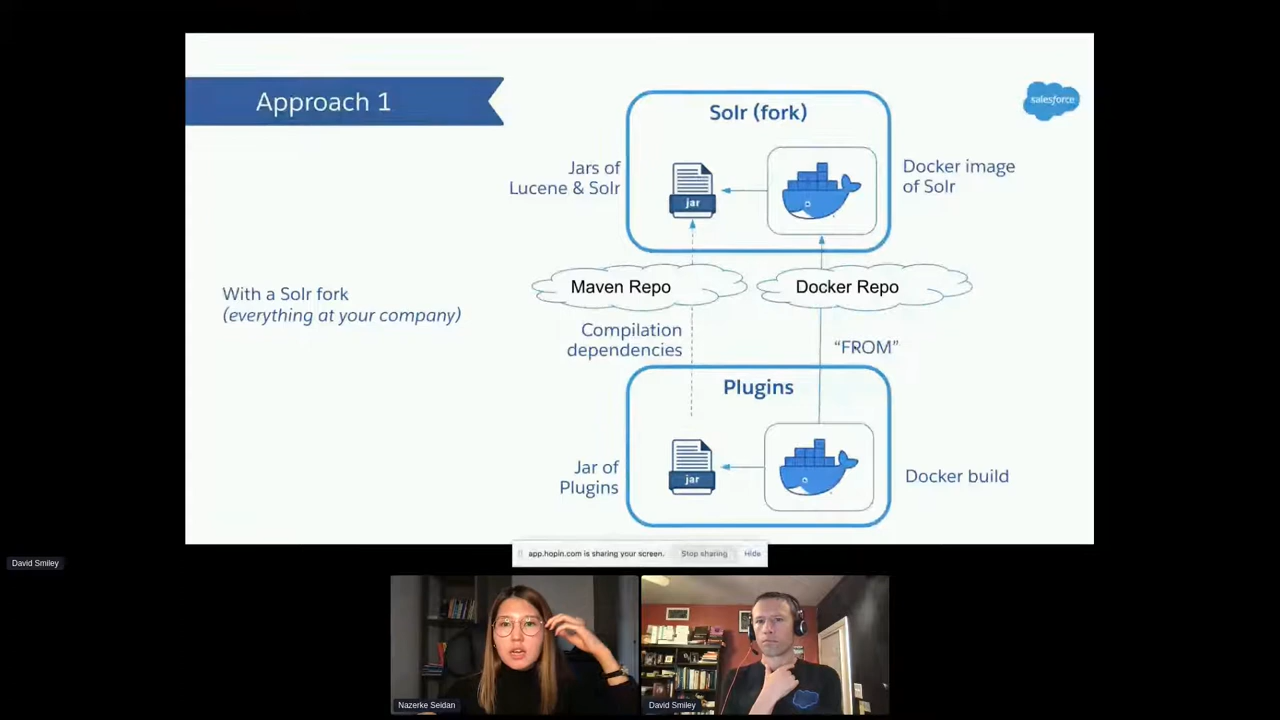 Approach 1
salesforce
Solr (fork)
Jars of
Lucene & Solr
jar
Docker image
of Solr
With a Solr fork
(everything at your company)
Maven Repo
Docker Repo
Compilation
dependencies
“FROM”
Plugins
Jar of
Plugins
jar
Docker build
app.hopin.com is sharing your screen.
Stop sharing
Hide
David Smiley
Nazerke Seidan
David Smiley